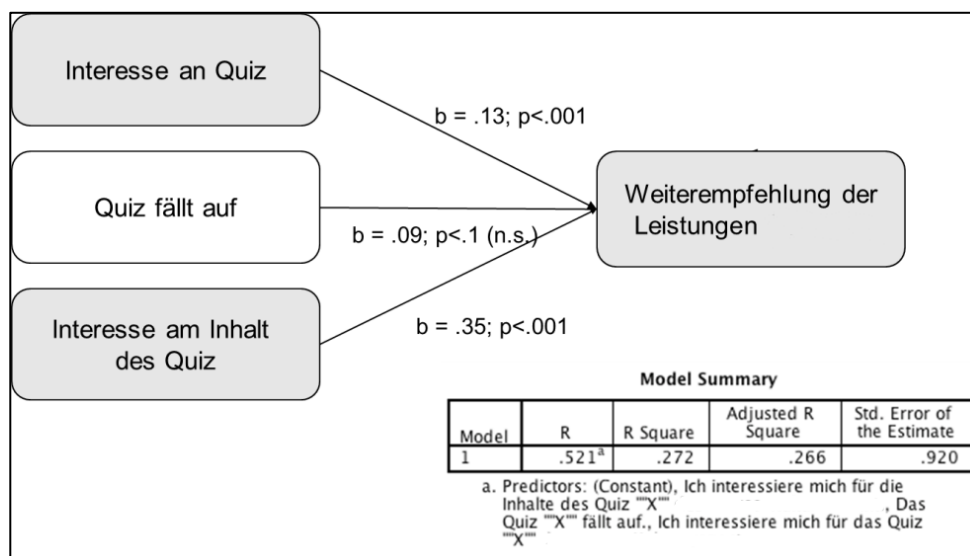 Interesse an Quiz
b = .13; p<.001
Quiz fällt auf
Weiterempfehlung der
Leistungen
b = .09; p<.1 (n.s.)
Interesse am Inhalt
des Quiz
b = .35; p<.001
Model Summary
Model R R Square Adjusted R Square Std. Error of the Estimate
1 .521a .272 .266 .920
a. Predictors: (Constant), Ich interessiere mich für die
Inhalte des Quiz ""X"" , Das
Quiz ""X"" fällt auf., Ich interessiere mich für das Quiz
""X""